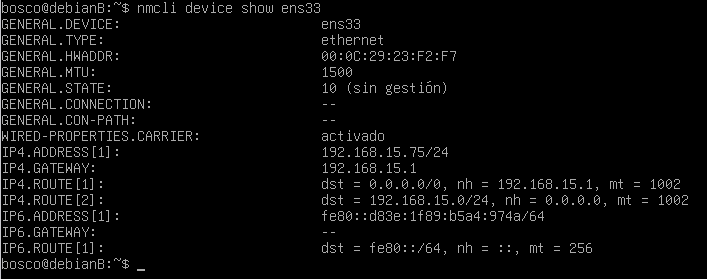 bosco@debianB:~$ nmcli device show ens33
GENERAL.DEVICE: ens33
GENERAL.TYPE: ethernet
GENERAL.HWADDR: 00:0C:29:23:F2:F7
GENERAL.MTU: 1500
GENERAL.STATE: 10 (sin gestión)
GENERAL.CONNECTION: --
GENERAL.CON-PATH: --
WIRED-PROPERTIES.CARRIER: activado
IP4.ADDRESS[1]: 192.168.15.75/24
IP4.GATEWAY: 192.168.15.1
IP4.ROUTE[1]: dst = 0.0.0.0/0, nh = 192.168.15.1, mt = 1002
IP4.ROUTE[2]: dst = 192.168.15.0/24, nh = 0.0.0.0, mt = 1002
IP6.ADDRESS[1]: fe80::d83e:1f89:b5a4:974a/64
IP6.GATEWAY: --
IP6.ROUTE[1]: dst = fe80::/64, nh = ::, mt = 256
bosco@debianB:~$ _